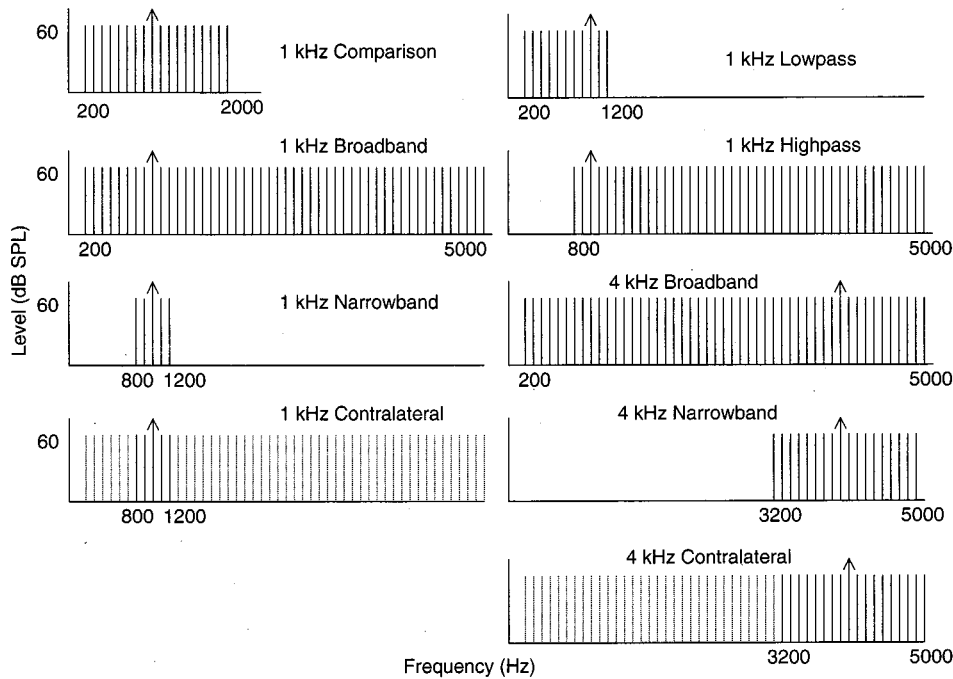 60
1 kHz Comparison
200
2000
1 kHz Lowpass
200
1200
60
1 kHz Broadband
200
5000
1 kHz Highpass
800
5000
60
1 kHz Narrowband
800
1200
4 kHz Broadband
200
5000
60
1 kHz Contralateral
800
1200
4 kHz Narrowband
3200
5000
4 kHz Contralateral
3200
5000
Level (dB SPL)
Frequency (Hz)